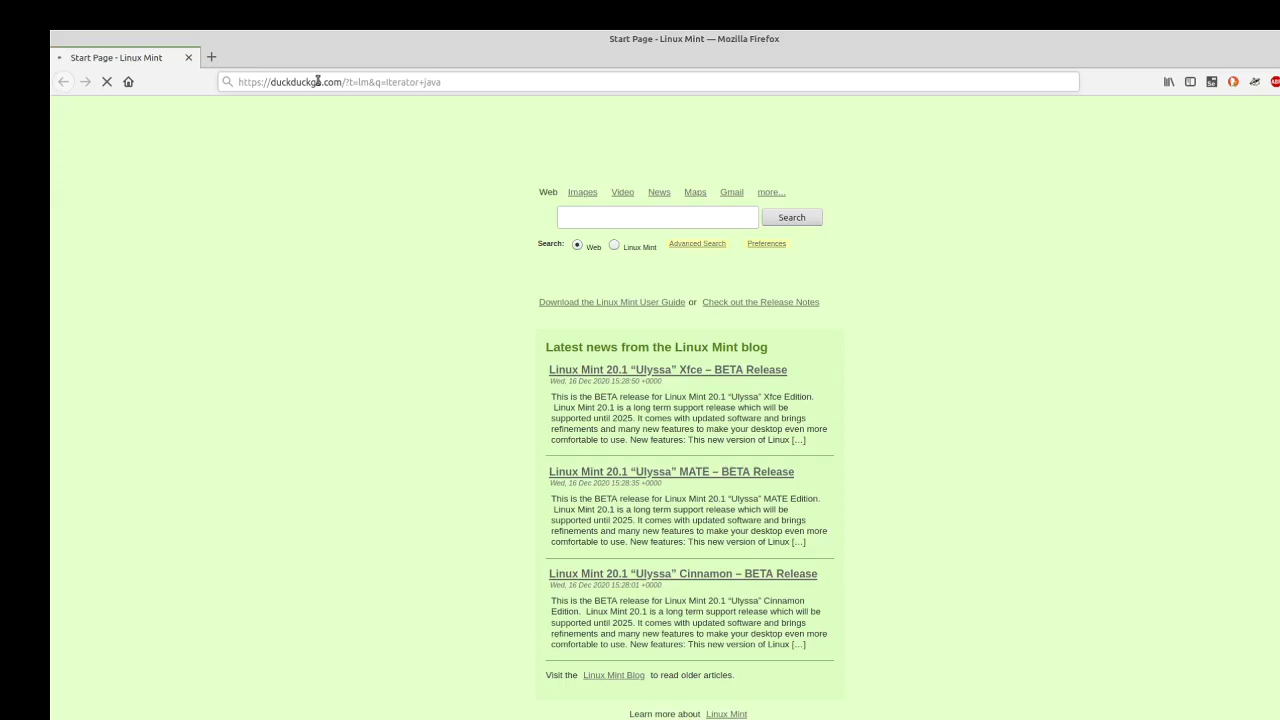 Start Page - Linux Mint — Mozilla Firefox
Start Page - Linux Mint
https://duckduckgo.com/?t=lm&q=Iterator+java
Web Images Video News Maps Gmail more...
Search
Search: Web Linux Mint Advanced Search Preferences
Download the Linux Mint User Guide or Check out the Release Notes
Latest news from the Linux Mint blog
Linux Mint 20.1 “Ulyssa” Xfce – BETA Release
Wed, 16 Dec 2020 15:28:50 +0000
This is the BETA release for Linux Mint 20.1 “Ulyssa” Xfce Edition.
Linux Mint 20.1 is a long term support release which will be
supported until 2025. It comes with updated software and brings
refinements and many new features to make your desktop even more
comfortable to use. New features: This new version of Linux […]
Linux Mint 20.1 “Ulyssa” MATE – BETA Release
Wed, 16 Dec 2020 15:28:35 +0000
This is the BETA release for Linux Mint 20.1 “Ulyssa” MATE Edition.
Linux Mint 20.1 is a long term support release which will be
supported until 2025. It comes with updated software and brings
refinements and many new features to make your desktop even more
comfortable to use. New features: This new version of Linux […]
Linux Mint 20.1 “Ulyssa” Cinnamon – BETA Release
Wed, 16 Dec 2020 15:28:01 +0000
This is the BETA release for Linux Mint 20.1 “Ulyssa” Cinnamon
Edition. Linux Mint 20.1 is a long term support release which will be
supported until 2025. It comes with updated software and brings
refinements and many new features to make your desktop even more
comfortable to use. New features: This new version of Linux […]
Visit the Linux Mint Blog to read older articles.
Learn more about Linux Mint